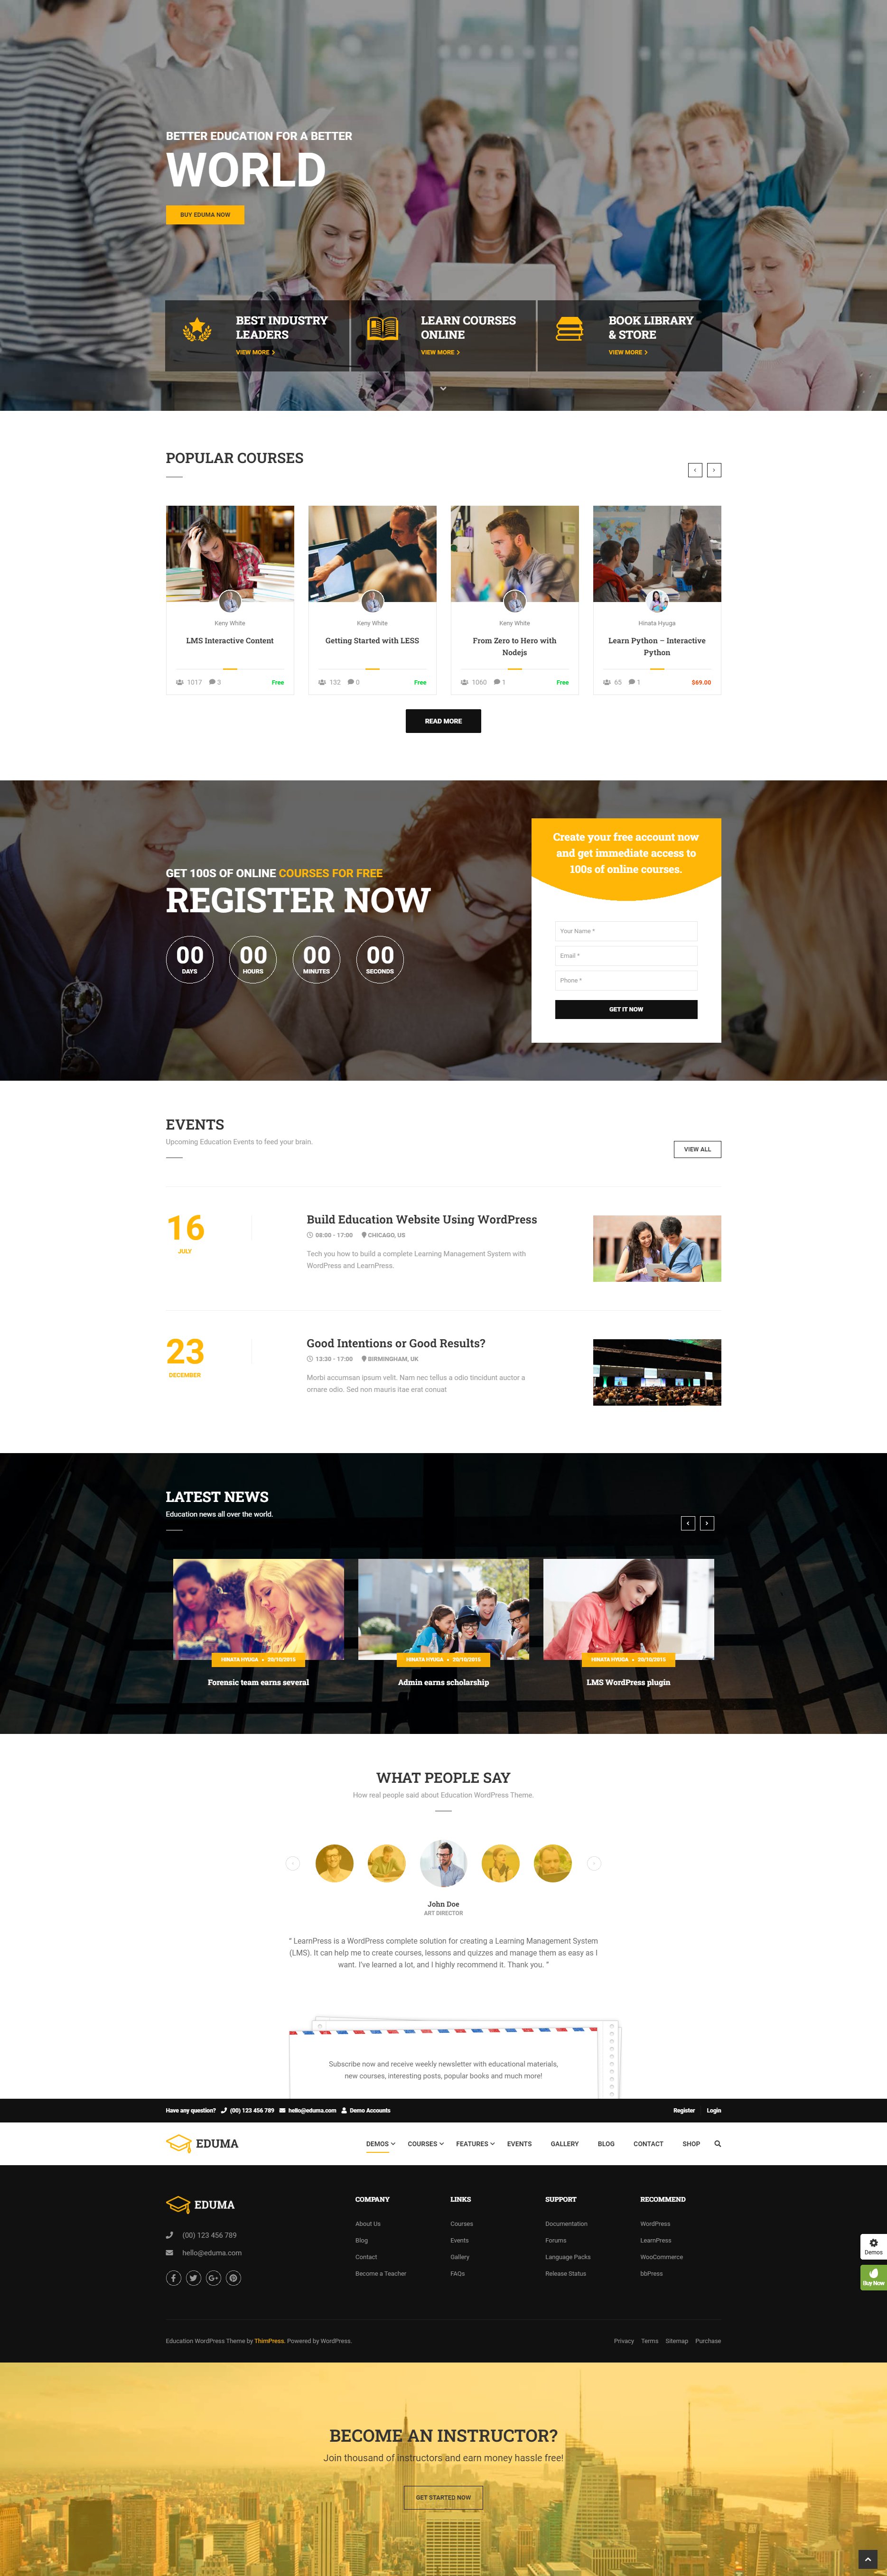 BETTER EDUCATION FOR A BETTER
WORLD
BUY EDUMA NOW
BEST INDUSTRY
LEADERS
VIEW MORE
LEARN COURSES
ONLINE
VIEW MORE
BOOK LIBRARY
& STORE
VIEW MORE
POPULAR COURSES
Keny White
LMS Interactive Content
1017 3 Free
Keny White
Getting Started with LESS
132 0 Free
Keny White
From Zero to Hero with
Nodejs
1060 1 Free
Hinata Hyuga
Learn Python – Interactive
Python
65 1 $69.00
READ MORE
GET 100S OF ONLINE COURSES FOR FREE
REGISTER NOW
00 00 00 00
DAYS HOURS MINUTES SECONDS
Create your free account now
and get immediate access to
100s of online courses.
Your Name *
Email *
Phone *
GET IT NOW
EVENTS
Upcoming Education Events to feed your brain.
VIEW ALL
16
JULY
Build Education Website Using WordPress
08:00 - 17:00 CHICAGO, US
Tech you how to build a complete Learning Management System with
WordPress and LearnPress.
23
DECEMBER
Good Intentions or Good Results?
13:30 - 17:00 BIRMINGHAM, UK
Morbi accumsan ipsum velit. Nam nec tellus a odio tincidunt auctor a
ornare odio. Sed non mauris itae erat conuat
LATEST NEWS
Education news all over the world.
HINATA HYUGA • 20/10/2015
Forensic team earns several
HINATA HYUGA • 20/10/2015
Admin earns scholarship
HINATA HYUGA • 20/10/2015
LMS WordPress plugin
WHAT PEOPLE SAY
How real people said about Education WordPress Theme.
John Doe
ART DIRECTOR
“ LearnPress is a WordPress complete solution for creating a Learning Management System
(LMS). It can help me to create courses, lessons and quizzes and manage them as easy as I
want. I've learned a lot, and I highly recommend it. Thank you. ”
Subscribe now and receive weekly newsletter with educational materials,
new courses, interesting posts, popular books and much more!
Have any question? (00) 123 456 789 hello@eduma.com Demo Accounts Register Login
EDUMA DEMOS COURSES FEATURES EVENTS GALLERY BLOG CONTACT SHOP
EDUMA
(00) 123 456 789
hello@eduma.com
COMPANY
About Us
Blog
Contact
Become a Teacher
LINKS
Courses
Events
Gallery
FAQs
SUPPORT
Documentation
Forums
Language Packs
Release Status
RECOMMEND
WordPress
LearnPress
WooCommerce
bbPress
Demos
Buy Now
Education WordPress Theme by ThimPress. Powered by WordPress.
Privacy Terms Sitemap Purchase
BECOME AN INSTRUCTOR?
Join thousand of instructors and earn money hassle free!
GET STARTED NOW